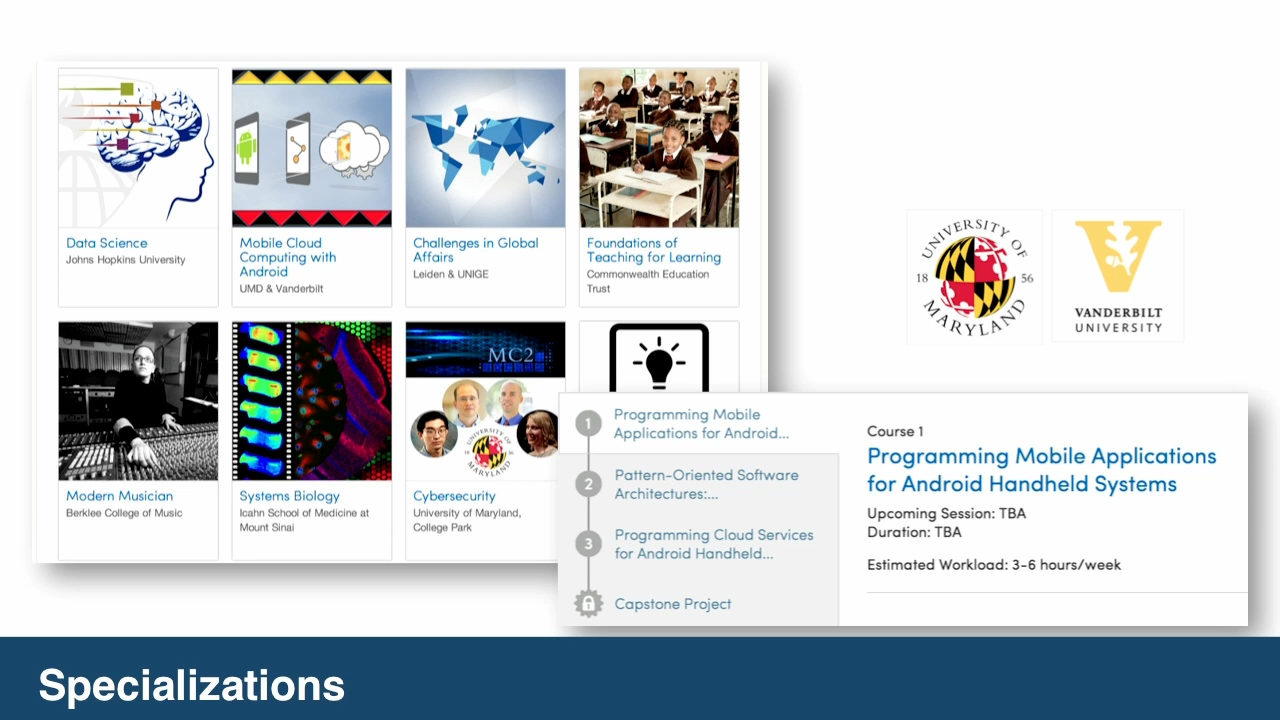 Data Science
Johns Hopkins University
Mobile Cloud
Computing with
Android
UMD & Vanderbilt
Challenges in Global
Affairs
Leiden & UNIGE
Foundations of
Teaching for Learning
Commonwealth Education
Trust
UNIVERSITY OF
18 56
MARYLAND
VANDERBILT
UNIVERSITY
MC2
UNIVERSITY OF
MARYLAND
Modern Musician
Berklee College of Music
Systems Biology
Icahn School of Medicine at
Mount Sinai
Cybersecurity
University of Maryland,
College Park
1
Programming Mobile
Applications for Android...
2
Pattern-Oriented Software
Architectures:...
3
Programming Cloud Services
for Android Handheld...
Capstone Project
Course 1
Programming Mobile Applications
for Android Handheld Systems
Upcoming Session: TBA
Duration: TBA
Estimated Workload: 3-6 hours/week
Specializations